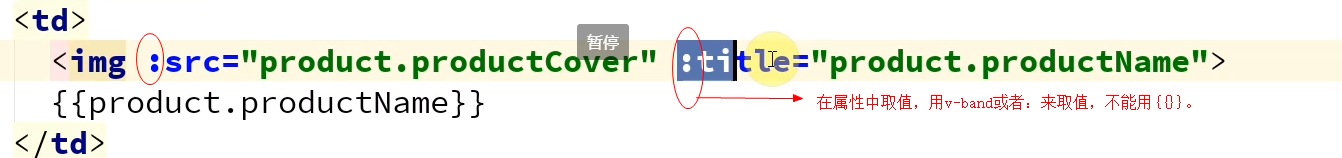 <td>
<img :src="product.productCover" :title="product.productName">
暂停
{{product.productName}}
在属性中取值，用v-band或者：来取值，不能用{{}}。
</td>